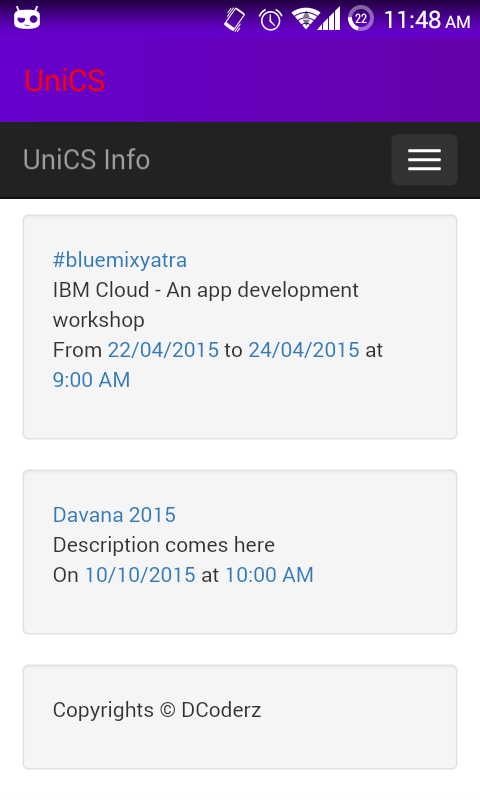 22 11:48 AM
UniCS
UniCS Info
#bluemixyatra
IBM Cloud - An app development
workshop
From 22/04/2015 to 24/04/2015 at
9:00 AM
Davana 2015
Description comes here
On 10/10/2015 at 10:00 AM
Copyrights © DCoderz